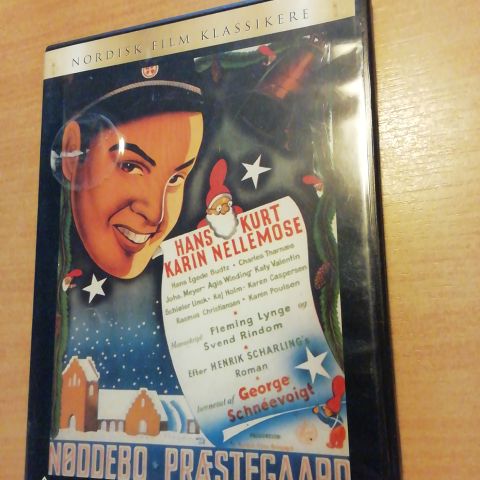 NORDISK FILM KLASSIKERE
HANS KURT
KARIN NELLEMOSE
Hans Egede Budtz - Charles Tharnæs
John. Meyer - Agis Winding - Katy Valentin
Schiøler Linck - Kaj Holm - Karen Caspersen
Rasmus Christiansen - Karen Poulsen
Manuskript Fleming Lynge og
Svend Rindom
Efter HENRIK SCHARLING's
Roman
Iscenesat af George
Schnéevoigt
NØDDEBO PRÆSTEGAARD